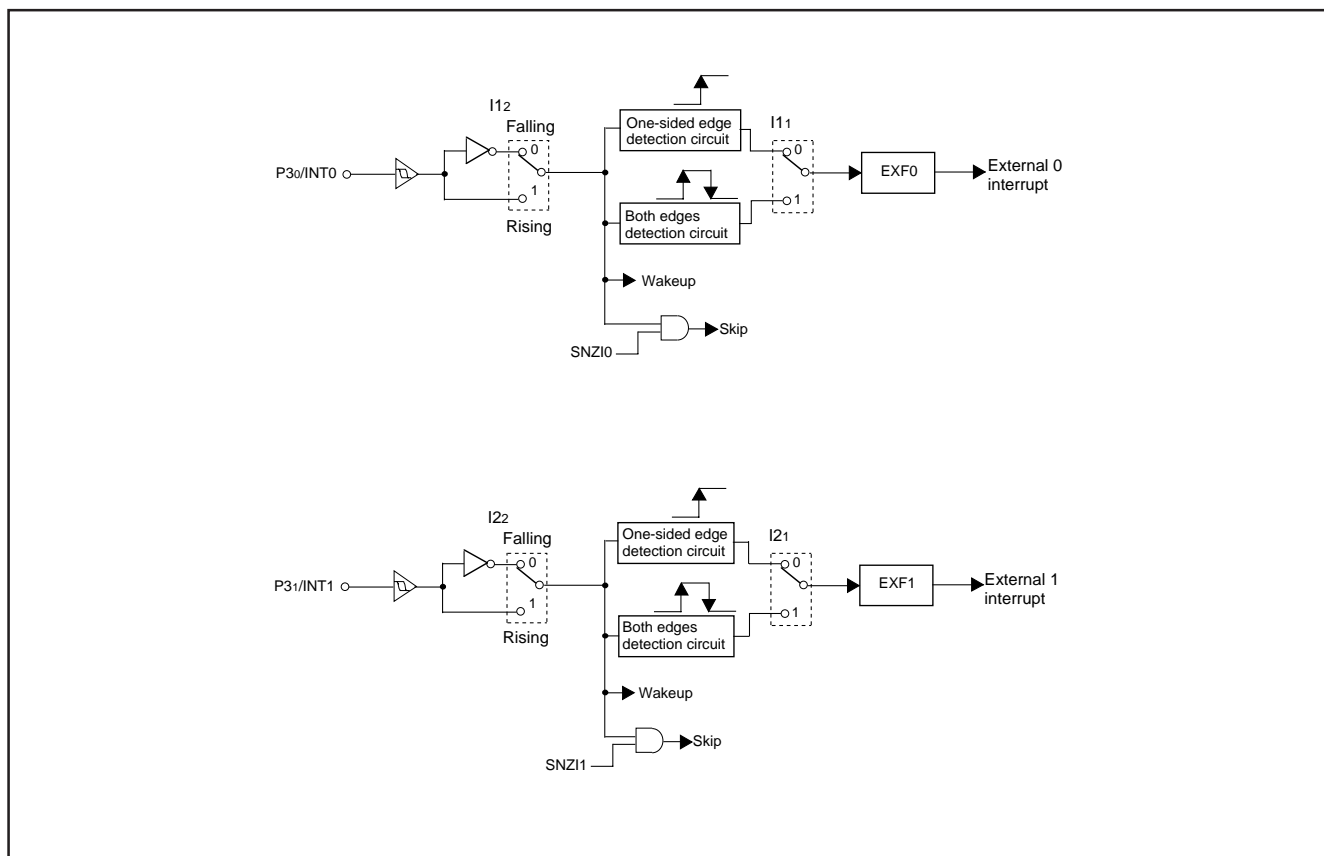 I12
Falling
0
1
Rising
P30/INT0
One-sided edge
detection circuit
Both edges
detection circuit
I11
0
1
EXF0
External 0
interrupt
Wakeup
Skip
SNZI0
I22
Falling
0
1
Rising
P31/INT1
One-sided edge
detection circuit
Both edges
detection circuit
I21
0
1
EXF1
External 1
interrupt
Wakeup
Skip
SNZI1